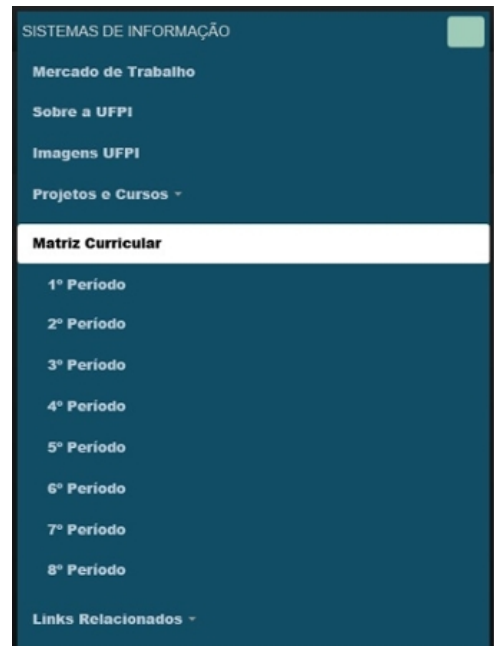 SISTEMAS DE INFORMAÇÃO
Mercado de Trabalho
Sobre a UFPI
Imagens UFPI
Projetos e Cursos
Matriz Curricular
1º Período
2º Período
3º Período
4º Período
5º Período
6º Período
7º Período
8º Período
Links Relacionados